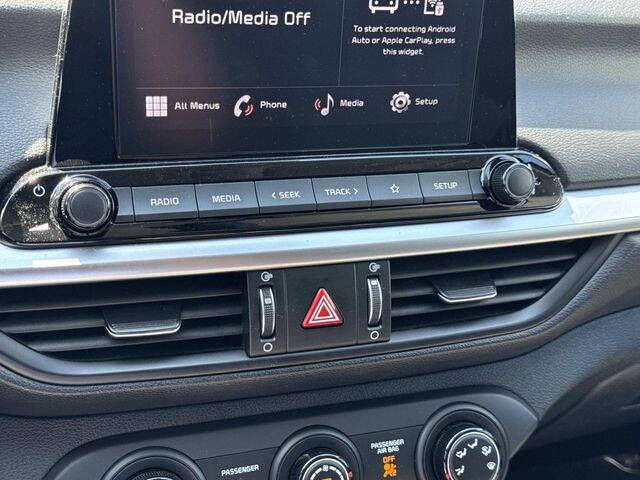 Radio/Media Off
To start connecting Android
Auto or Apple CarPlay, press
this widget.
All Menus
Phone
Media
Setup
RADIO
MEDIA
< SEEK
TRACK >
SETUP
PASSENGER
PASSENGER
AIR BAG
OFF